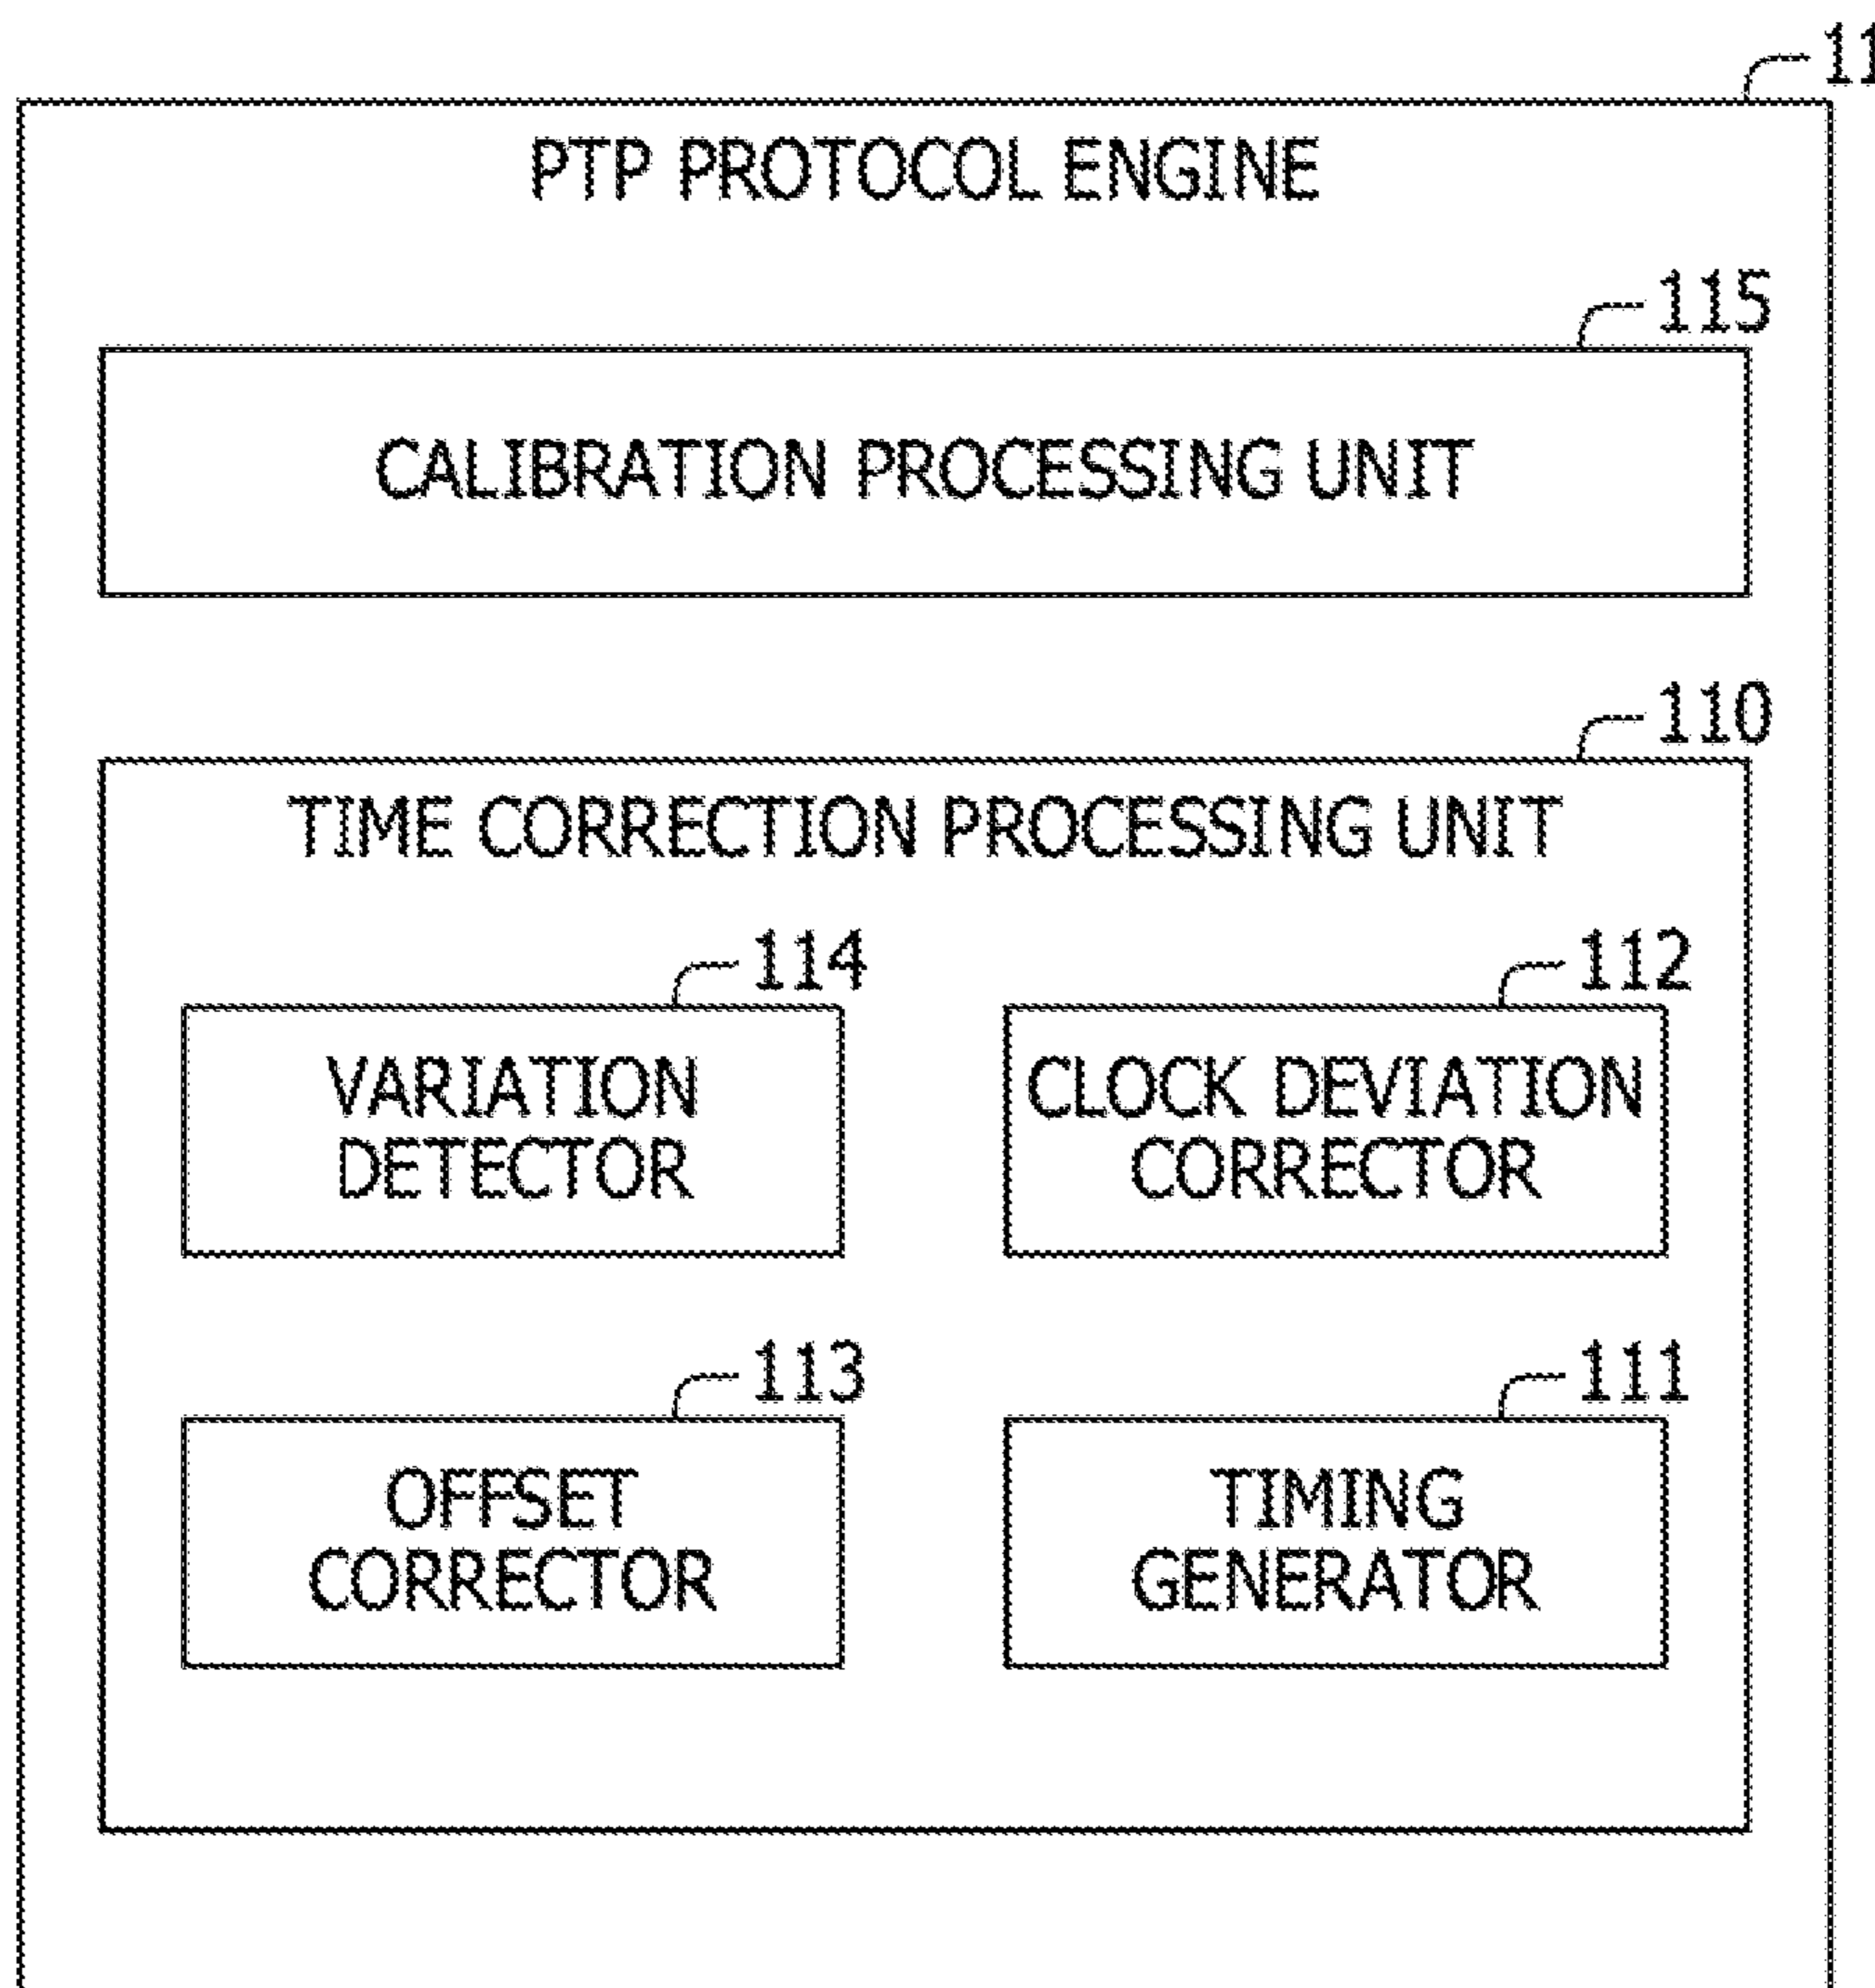 11
PTP PROTOCOL ENGINE
115
CALIBRATION PROCESSING UNIT
110
TIME CORRECTION PROCESSING UNIT
114
112
VARIATION
DETECTOR
CLOCK DEVIATION
CORRECTOR
113
111
OFFSET
CORRECTOR
TIMING
GENERATOR